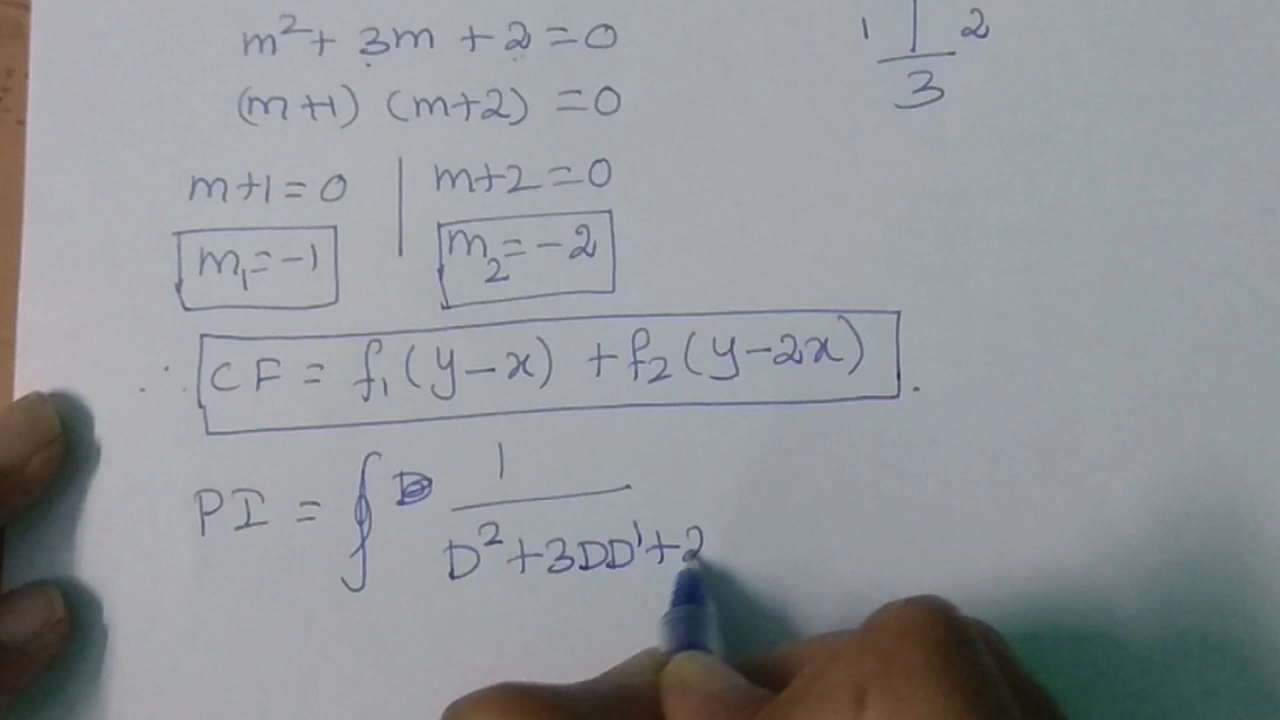 m² + 3m + 2 = 0
1 | 2
3
(m+1) (m+2) = 0
m+1 = 0 | m+2 = 0
m₁ = -1
m₂ = -2
∴ CF = f₁(y-x) + f₂(y-2x).
PI = 1
D² + 3DD' + 2